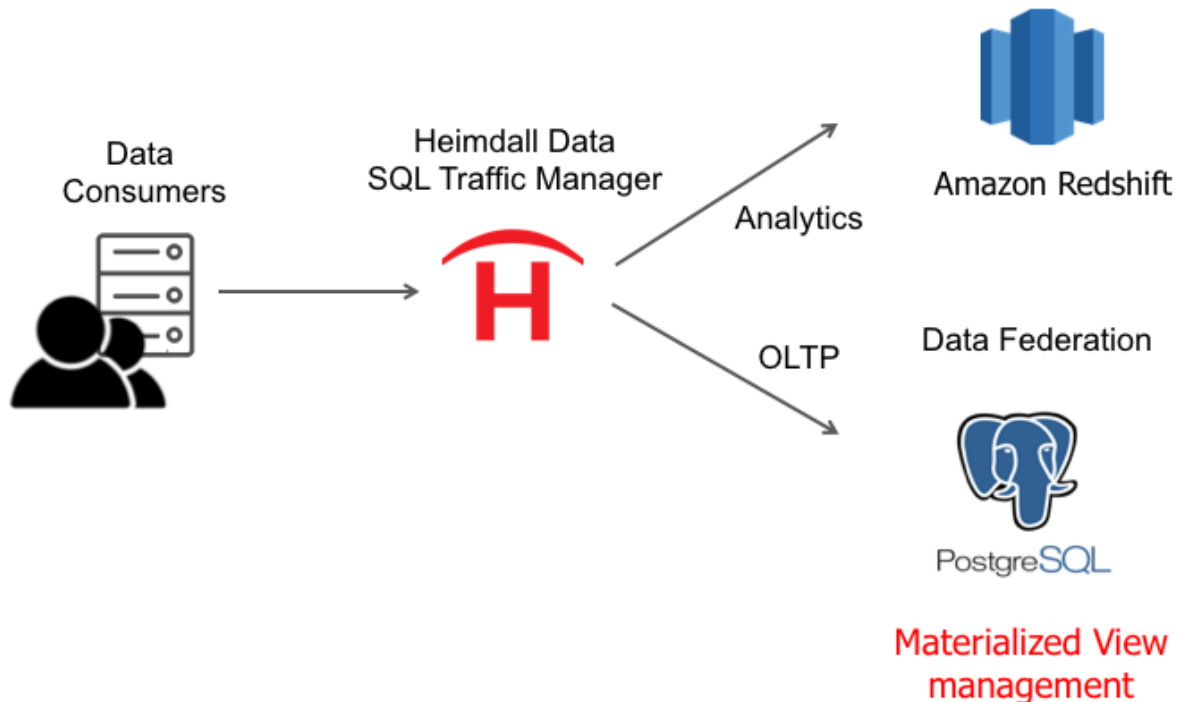 Data
Consumers
Heimdall Data
SQL Traffic Manager
H
Analytics
OLTP
Amazon Redshift
Data Federation
PostgreSQL
Materialized View
management